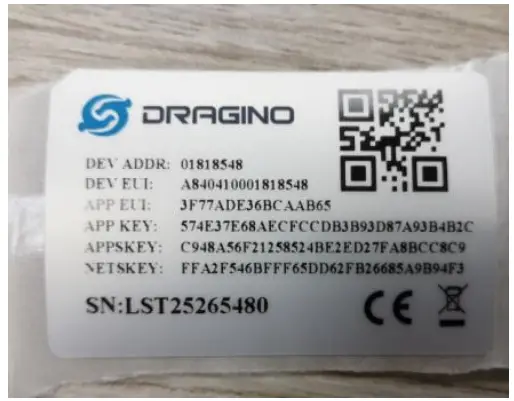 DRAGINO
DEV ADDR: 01818548
DEV EUI: A840410001818548
APP EUI: 3F77ADE36BCAAB65
APP KEY: 574E37E68AECFCCDB3B93D87A93B4B2C
APPSKEY: C948A56F21258524BE2ED27FA8BCC8C9
NETSKEY: FFA2F546BFFF65DD62FB26685A9B94F3
SN:LST25265480
CE